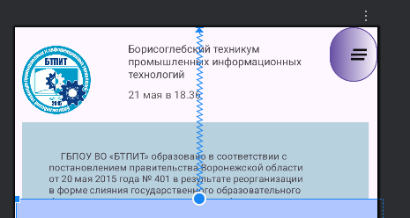 БТПИТ
Борисоглебский техникум
промышленных информационных
технологий
21 мая в 18.36
ГБПОУ ВО «БТПИТ» образовано в соответствии с
постановлением правительства Воронежской области
от 20 мая 2015 года № 401 в результате реорганизации
в форме слияния государственного образовательного